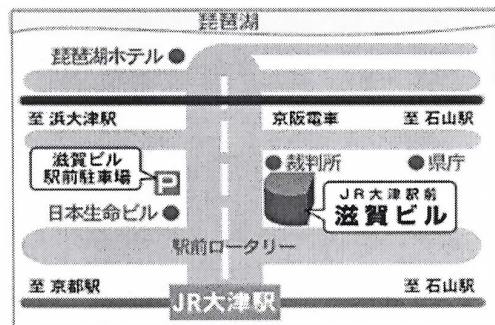 琵琶湖
琵琶湖ホテル
至 浜大津駅
京阪電車
至 石山駅
滋賀ビル
駅前駐車場
P
裁判所
県庁
JR大津駅前
滋賀ビル
日本生命ビル
駅前ロータリー
至 京都駅
JR大津駅
至 石山駅